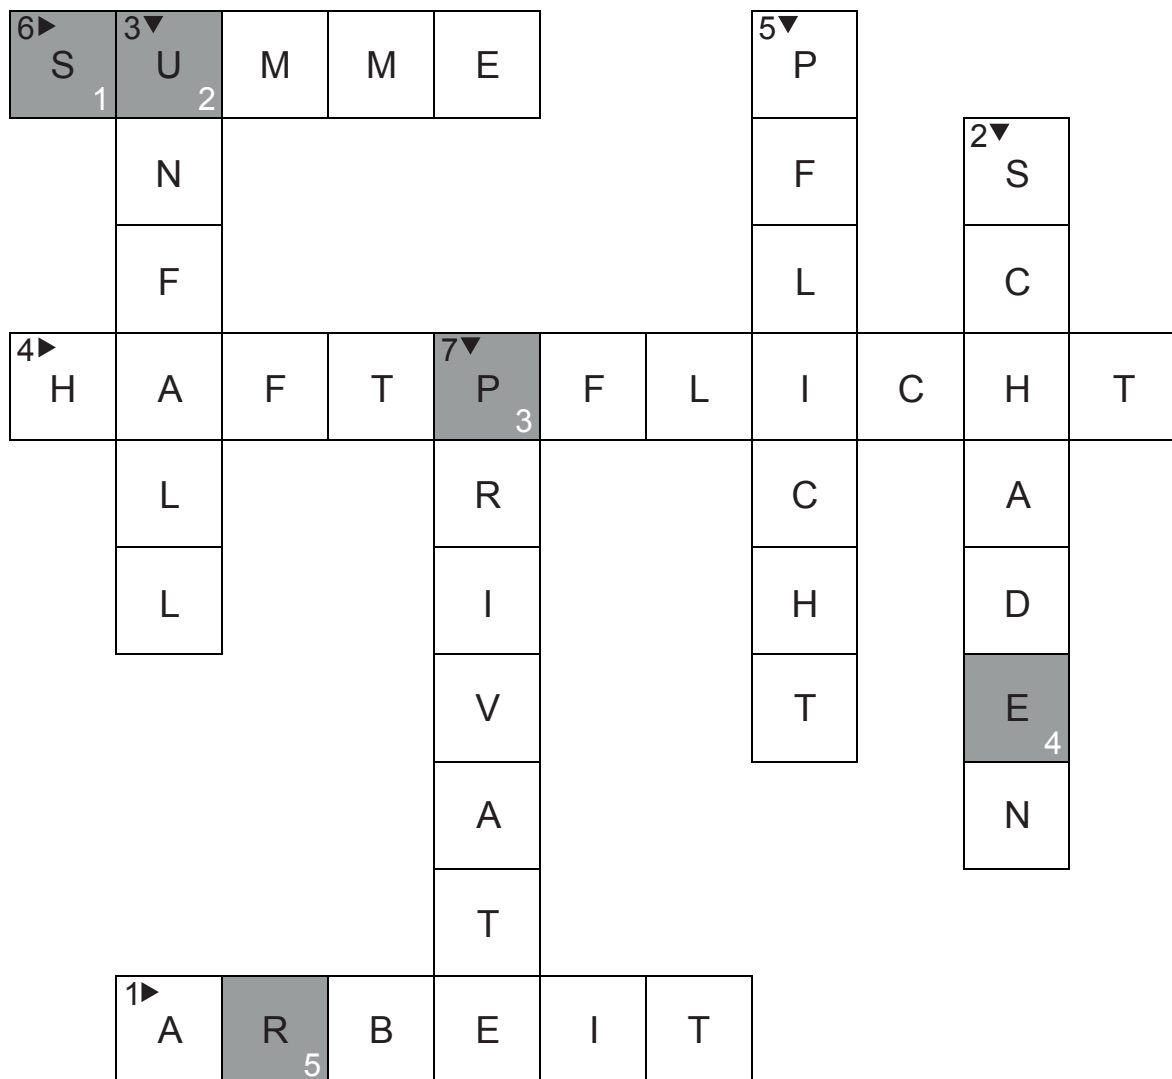 6▶ S 1 3▼ U 2 M M E 5▼ P
N F 2▼ S
F L C
4▶ H A F T 7▼ P 3 F L I C H T
L R C A
L I H D
V T E 4
A N
T
1▶ A R 5 B E I T